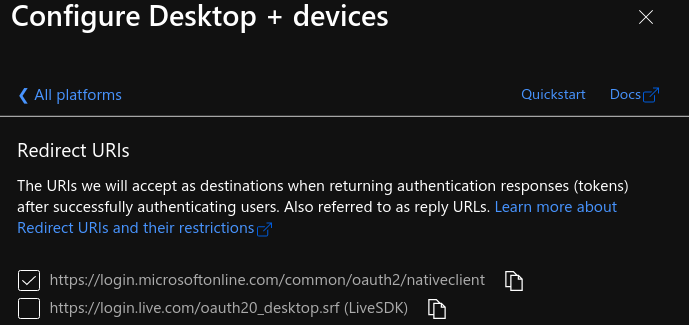 Configure Desktop + devices
All platforms
Quickstart
Docs
Redirect URIs
The URIs we will accept as destinations when returning authentication responses (tokens)
after successfully authenticating users. Also referred to as reply URLs. Learn more about
Redirect URIs and their restrictions
https://login.microsoftonline.com/common/oauth2/nativeclient
https://login.live.com/oauth20_desktop.srf (LiveSDK)